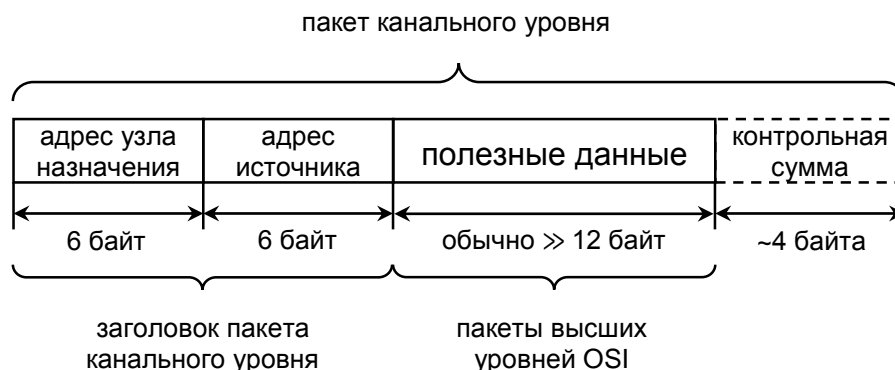 пакет канального уровня
адрес узла
назначения
адрес
источника
полезные данные
контрольная
сумма
6 байт
6 байт
обычно ≫ 12 байт
~4 байта
заголовок пакета
канального уровня
пакеты высших
уровней OSI